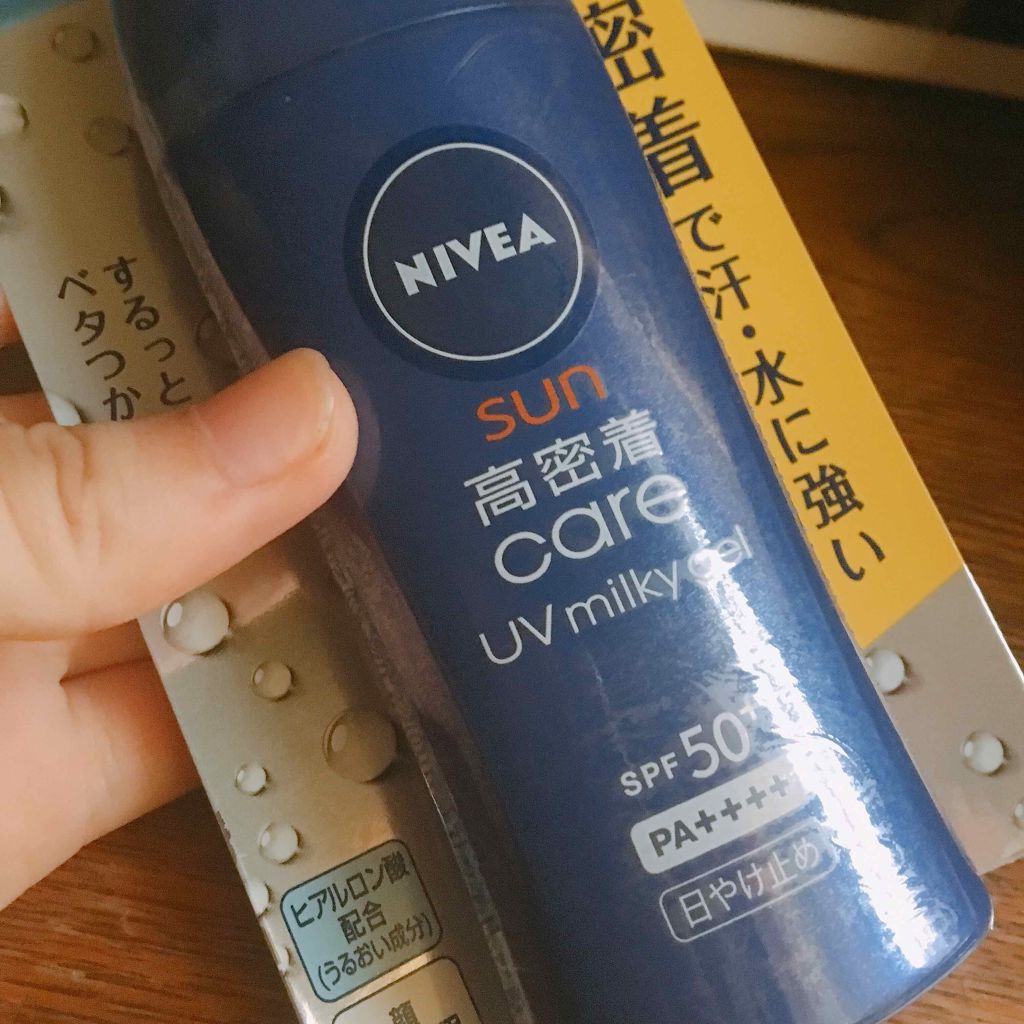 NIVEA
sun
高密着
care
UV milky gel
SPF50+
PA++++
日やけ止め
密着で汗・水に強い
するっと
ベタつか
ヒアルロン酸
配合
(うるおい成分)
顔